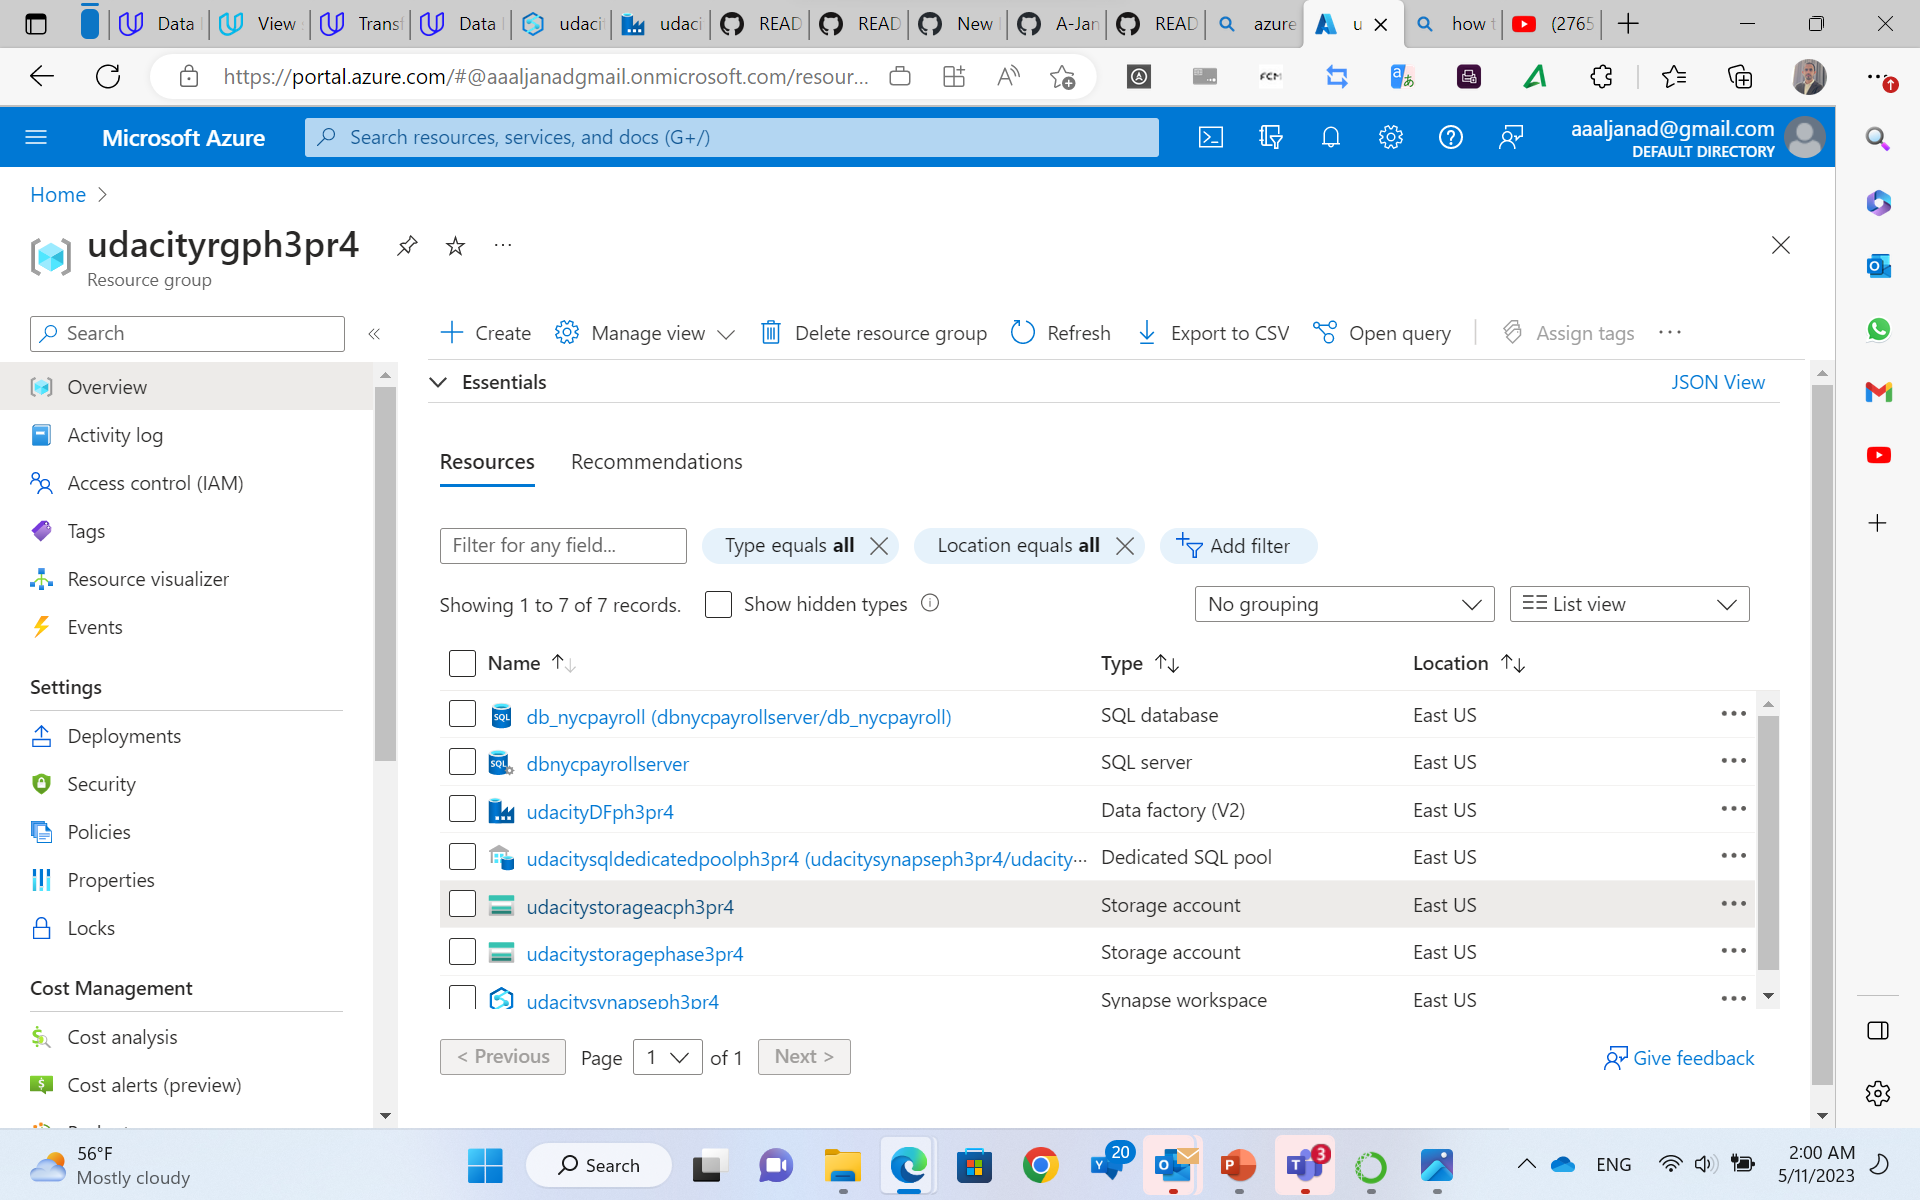 Data
View
Transf
Data
udacit
udaci
READ
READ
New
A-Jan
READ
azure
u
how t
(2765
https://portal.azure.com/#@aaaljanadgmail.onmicrosoft.com/resour...
FCM
Microsoft Azure
Search resources, services, and docs (G+/)
aaaljanad@gmail.com
DEFAULT DIRECTORY
Home
udacityrgph3pr4
Resource group
Search
Create
Manage view
Delete resource group
Refresh
Export to CSV
Open query
Assign tags
Overview
Activity log
Access control (IAM)
Tags
Resource visualizer
Events
Settings
Deployments
Security
Policies
Properties
Locks
Cost Management
Cost analysis
Cost alerts (preview)
Essentials
JSON View
Resources
Recommendations
Filter for any field...
Type equals all
Location equals all
Add filter
Showing 1 to 7 of 7 records.
Show hidden types
No grouping
List view
Name
Type
Location
db_nycpayroll (dbnycpayrollserver/db_nycpayroll)
SQL database
East US
dbnycpayrollserver
SQL server
East US
udacityDFph3pr4
Data factory (V2)
East US
udacitysqldedicatedpoolph3pr4 (udacitysynapseph3pr4/udacity···
Dedicated SQL pool
East US
udacitystorageacph3pr4
Storage account
East US
udacitystoragephase3pr4
Storage account
East US
udacitysynapseph3pr4
Synapse workspace
East US
< Previous
Page
1
of 1
Next >
Give feedback
56°F
Mostly cloudy
Search
20
3
ENG
2:00 AM
5/11/2023